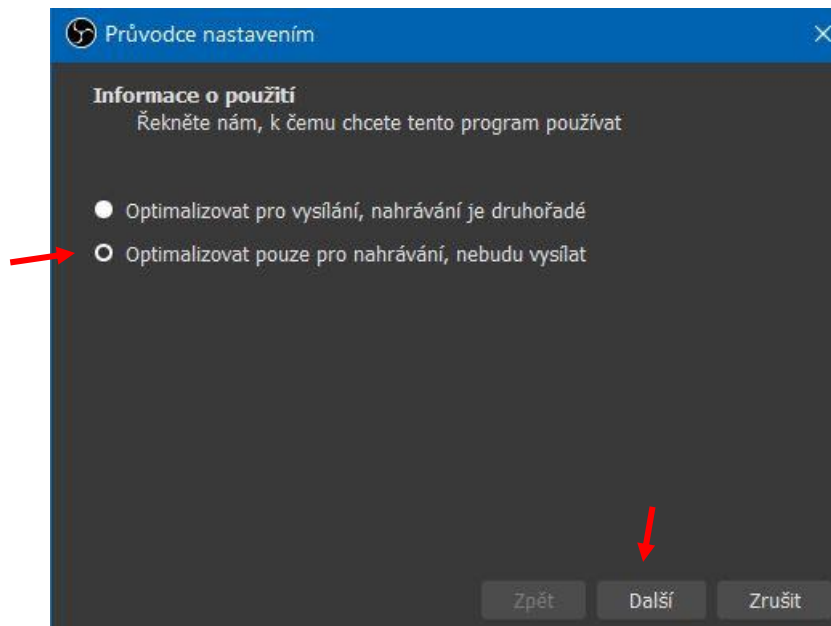 Průvodce nastavením
Informace o použití
Řekněte nám, k čemu chcete tento program používat
Optimalizovat pro vysílání, nahrávání je druhořadé
Optimalizovat pouze pro nahrávání, nebudu vysílat
Zpět Další Zrušit